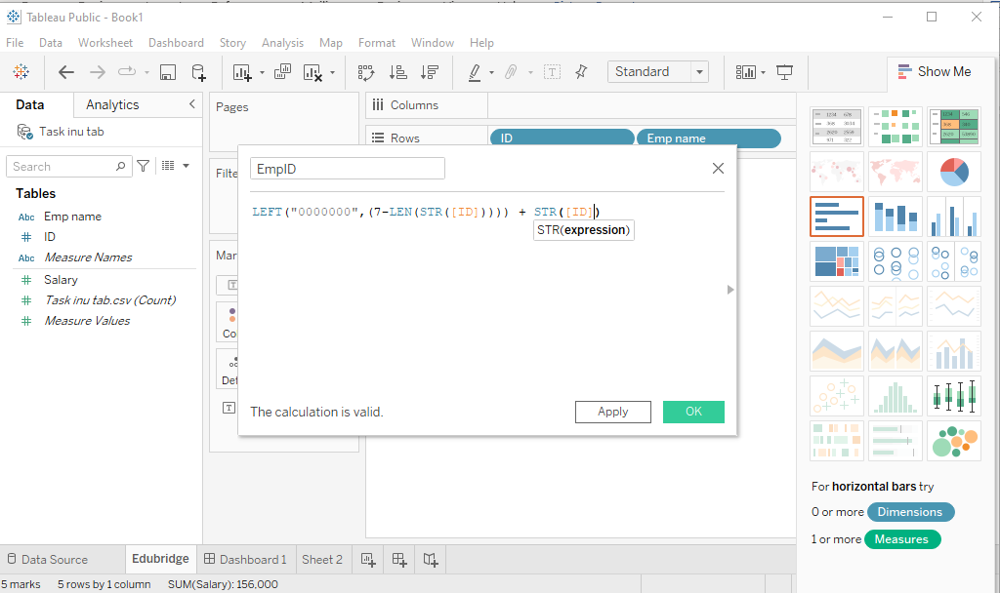 Tableau Public - Book1
File Data Worksheet Dashboard Story Analysis Map Format Window Help
Standard
Show Me
Data Analytics
Pages
Columns
Task inu tab
Rows ID Emp name
Search
Tables
Abc Emp name
# ID
Abc Measure Names
# Salary
# Task inu tab.csv (Count)
# Measure Values
Filte
Mar
T
Co
Det
T
EmpID
LEFT("0000000",(7-LEN(STR([ID])))) + STR([ID])
STR(expression)
The calculation is valid.
Apply OK
For horizontal bars try
0 or more Dimensions
1 or more Measures
Data Source Edubridge Dashboard 1 Sheet 2
5 marks 5 rows by 1 column SUM(Salary): 156,000